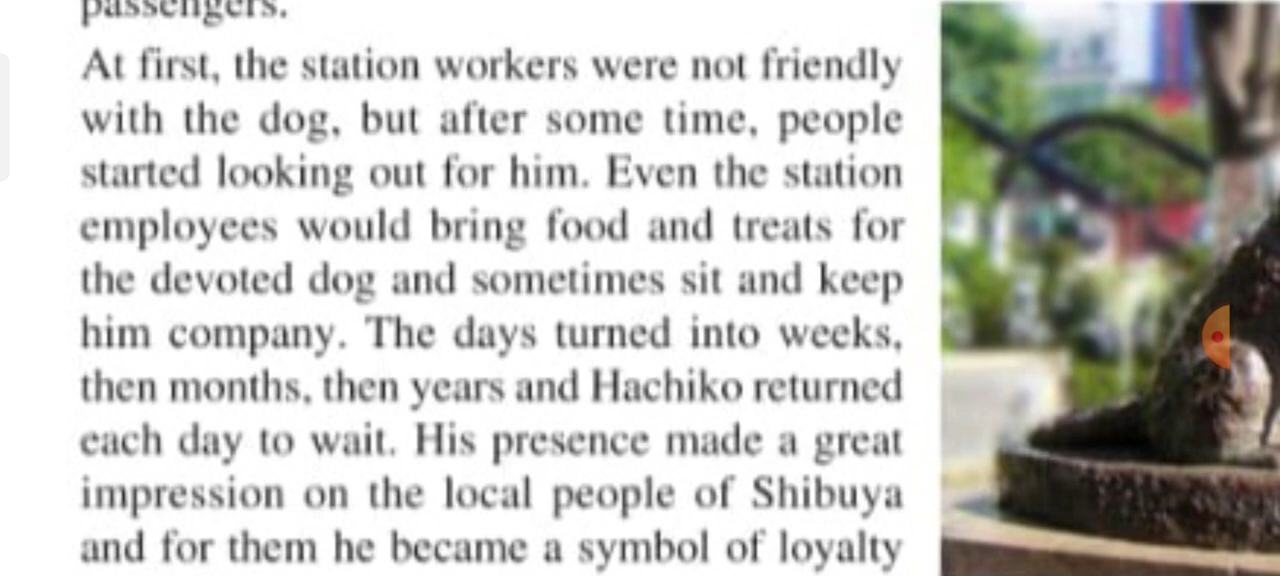 passengers.
At first, the station workers were not friendly
with the dog, but after some time, people
started looking out for him. Even the station
employees would bring food and treats for
the devoted dog and sometimes sit and keep
him company. The days turned into weeks,
then months, then years and Hachiko returned
each day to wait. His presence made a great
impression on the local people of Shibuya
and for them he became a symbol of loyalty